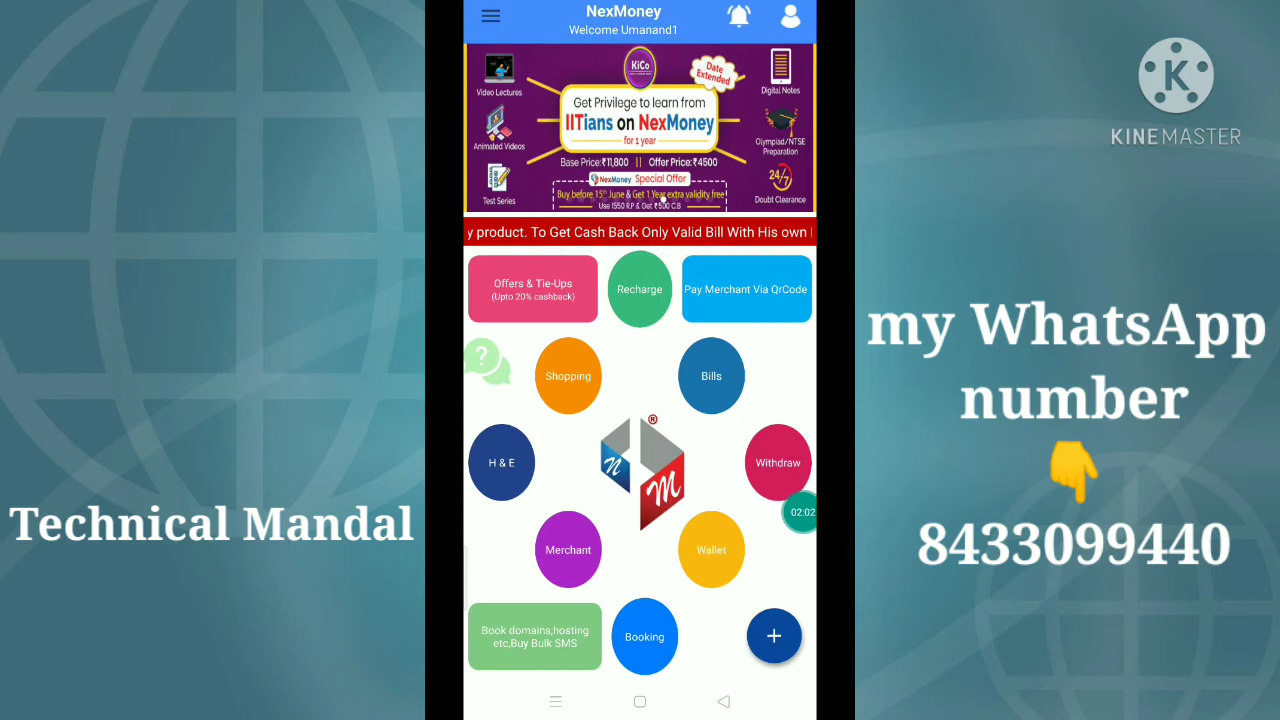 NexMoney
Welcome Umanand1
KiCo
Date
Extended
Video Lectures
Digital Notes
Get Privilege to learn from
IITians on NexMoney
for 1 year
Animated Videos
Olympiad/NTSE
Preparation
Base Price:₹11,800 || Offer Price:₹4500
NexMoney Special Offer
24/7
Buy before 15th June & Get 1 Year extra validity free
Test Series
Doubt Clearance
Use 1550 R.P & Get ₹500 C.B
y product. To Get Cash Back Only Valid Bill With His own
Offers & Tie-Ups
(Upto 20% cashback)
Recharge
Pay Merchant Via QrCode
?
Shopping
Bills
®
n
m
H & E
Withdraw
02:02
Merchant
Wallet
Book domains,hosting
etc,Buy Bulk SMS
Booking
+
Technical Mandal
K
KINEMASTER
my WhatsApp
number
👇
8433099440